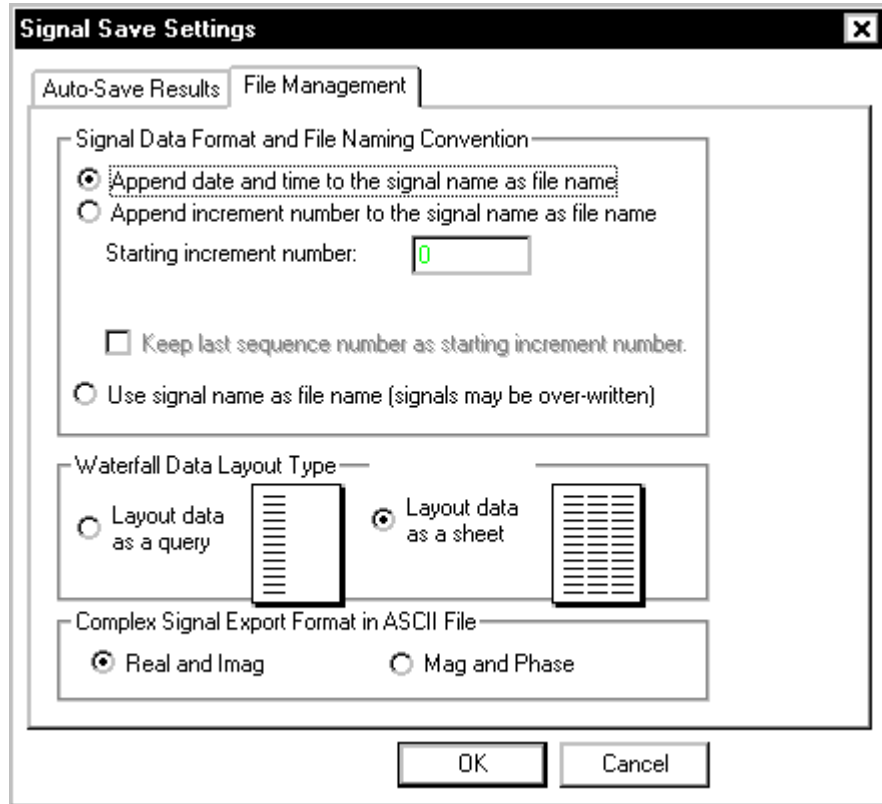 Signal Save Settings
Auto-Save Results
File Management
Signal Data Format and File Naming Convention
Append date and time to the signal name as file name
Append increment number to the signal name as file name
Starting increment number:
0
Keep last sequence number as starting increment number.
Use signal name as file name (signals may be over-written)
Waterfall Data Layout Type
Layout data
as a query
Layout data
as a sheet
Complex Signal Export Format in ASCII File
Real and Imag
Mag and Phase
OK
Cancel